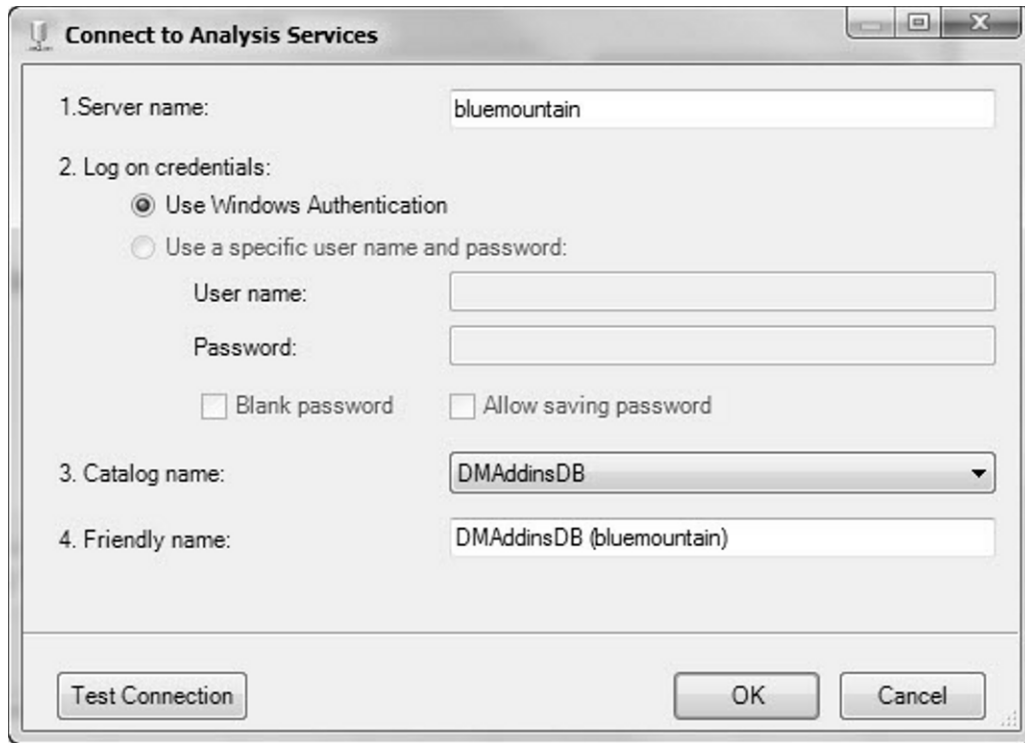 Connect to Analysis Services
1.Server name:
bluemountain
2. Log on credentials:
Use Windows Authentication
Use a specific user name and password:
User name:
Password:
Blank password
Allow saving password
3. Catalog name:
DMAddinsDB
4. Friendly name:
DMAddinsDB (bluemountain)
Test Connection
OK
Cancel